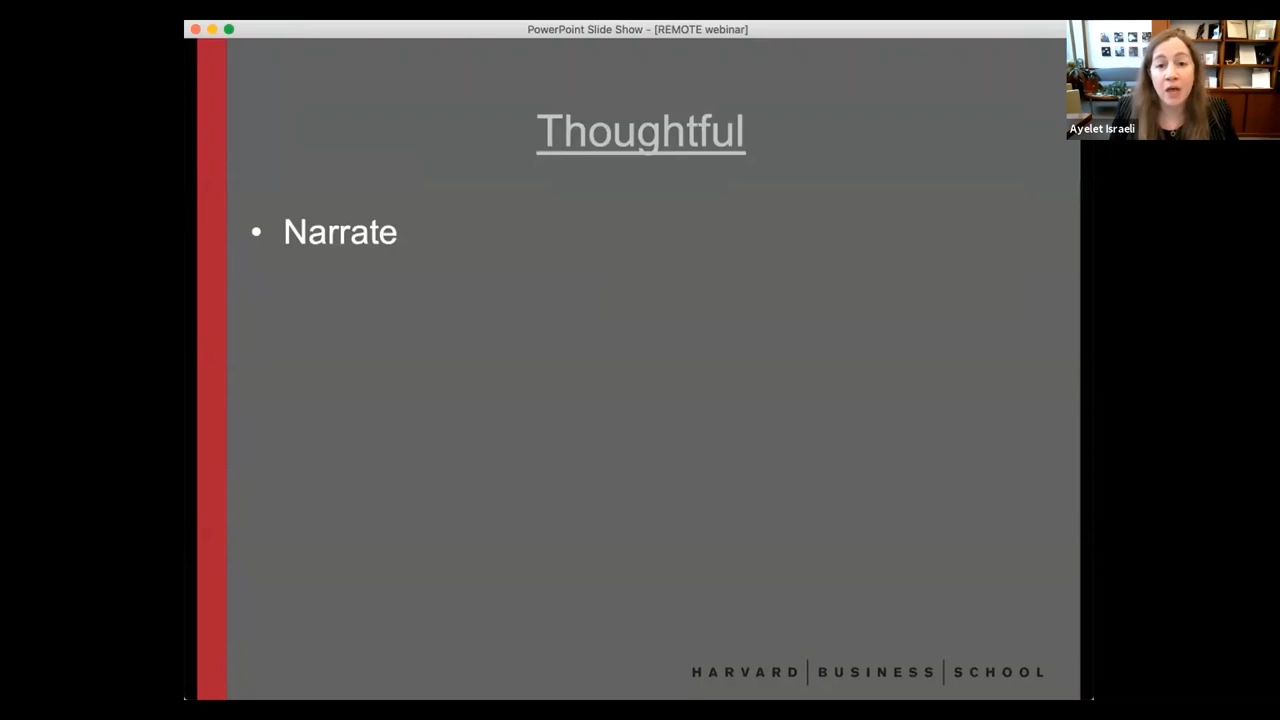 PowerPoint Slide Show - [REMOTE webinar]
Ayelet Israeli
Thoughtful
• Narrate
HARVARD | BUSINESS | SCHOOL